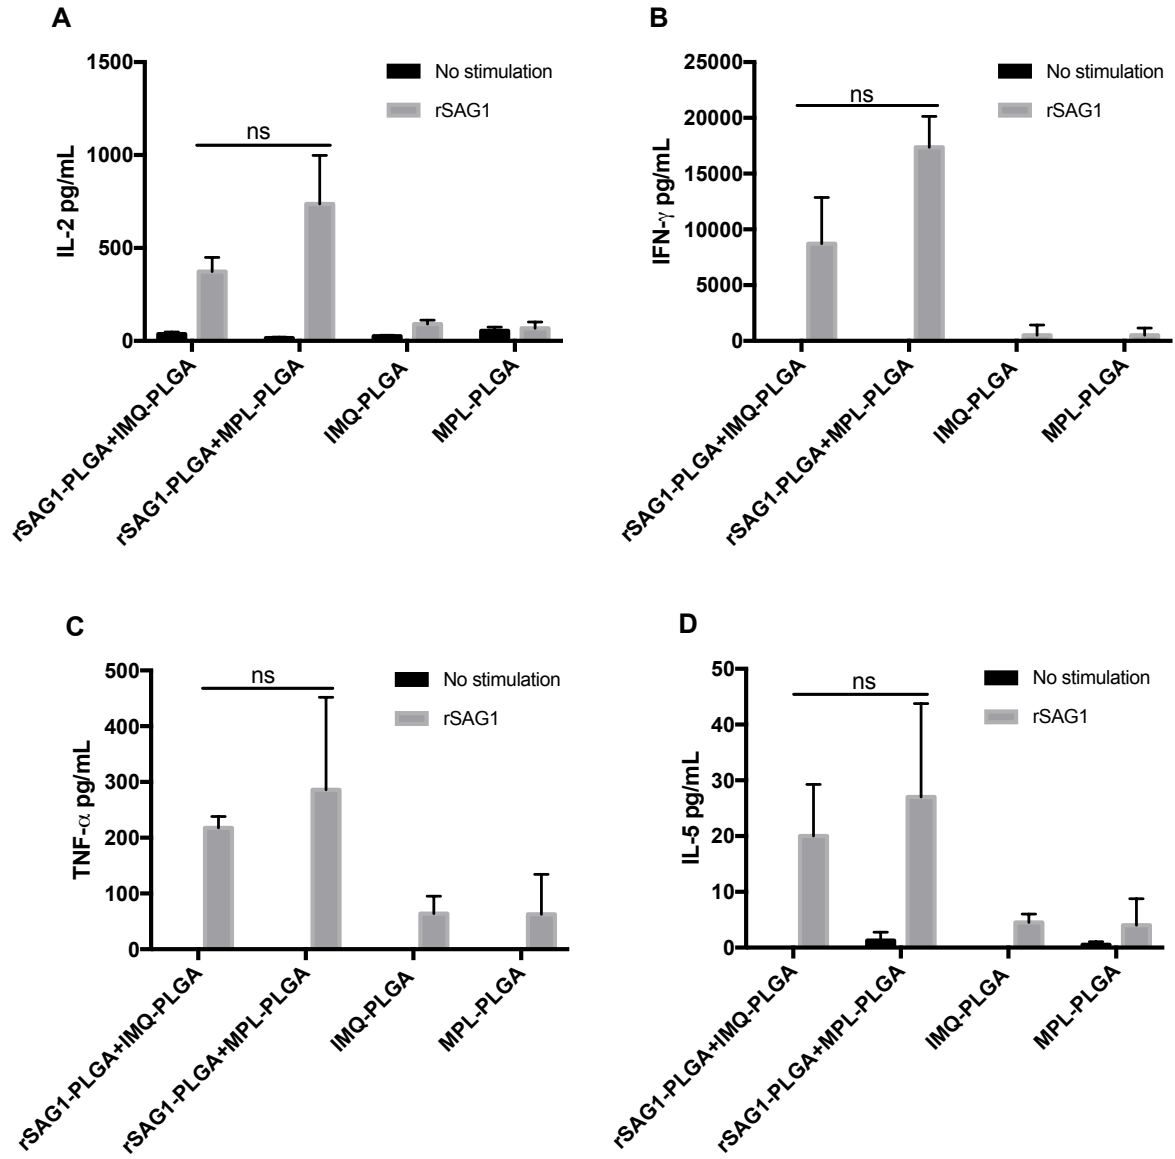 A
1500
1000
500
0
IL-2 pg/mL
ns
No stimulation
rSAG1
rSAG1-PLGA+IMQ-PLGA
rSAG1-PLGA+MPL-PLGA
IMQ-PLGA
MPL-PLGA
B
25000
20000
15000
10000
5000
0
IFN-γ pg/mL
ns
No stimulation
rSAG1
rSAG1-PLGA+IMQ-PLGA
rSAG1-PLGA+MPL-PLGA
IMQ-PLGA
MPL-PLGA
C
500
400
300
200
100
0
TNF-α pg/mL
ns
No stimulation
rSAG1
rSAG1-PLGA+IMQ-PLGA
rSAG1-PLGA+MPL-PLGA
IMQ-PLGA
MPL-PLGA
D
50
40
30
20
10
0
IL-5 pg/mL
ns
No stimulation
rSAG1
rSAG1-PLGA+IMQ-PLGA
rSAG1-PLGA+MPL-PLGA
IMQ-PLGA
MPL-PLGA